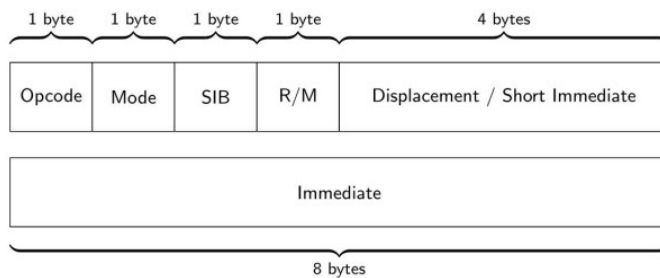 1 byte 1 byte 1 byte 1 byte 4 bytes
Opcode Mode SIB R/M Displacement / Short Immediate
Immediate
8 bytes